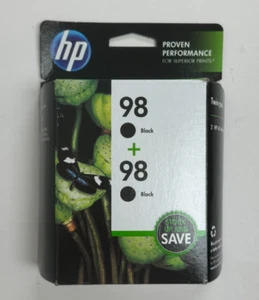 hp
PROVEN
PERFORMANCE
FOR SUPERIOR PRINTS
98
Black
+
98
Black
SAVE